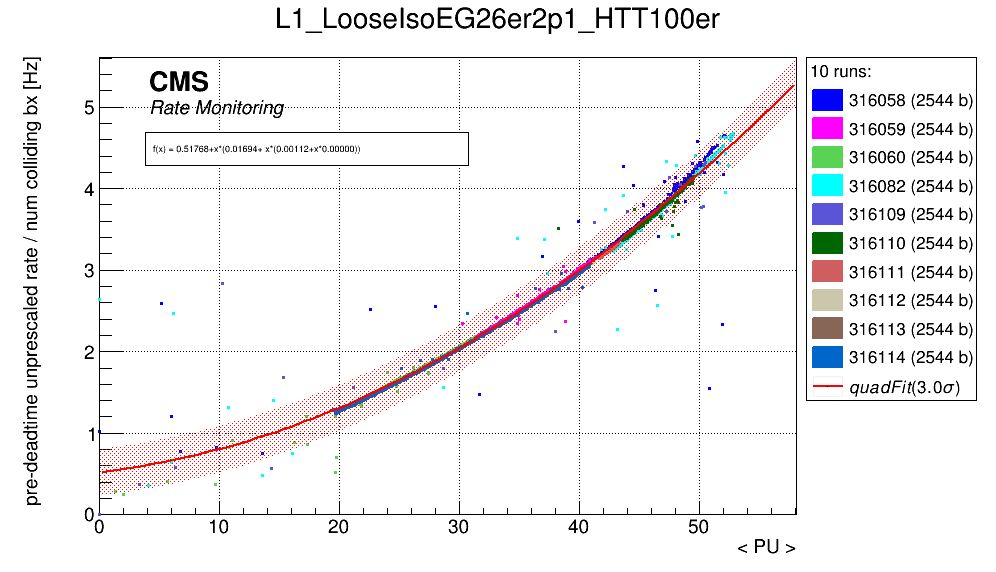 L1_LooseIsoEG26er2p1_HTT100er
pre-deadtime unprescaled rate / num colliding bx [Hz]
CMS
Rate Monitoring
f(x) = 0.51768+x*(0.01694+ x*(0.00112+x*0.00000))
5
4
3
2
1
0
0 10 20 30 40 50
< PU >
10 runs:
316058 (2544 b)
316059 (2544 b)
316060 (2544 b)
316082 (2544 b)
316109 (2544 b)
316110 (2544 b)
316111 (2544 b)
316112 (2544 b)
316113 (2544 b)
316114 (2544 b)
quadFit(3.0σ)